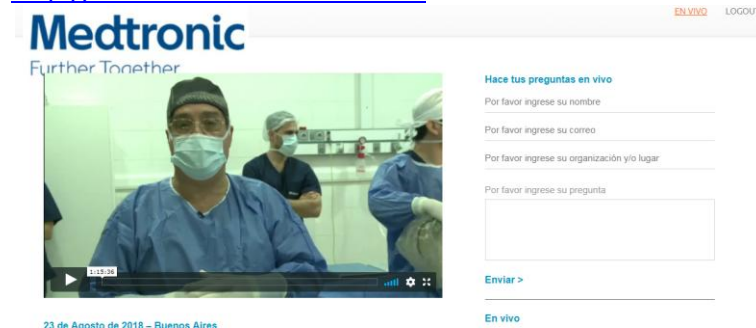 EN VIVO LOGOU
Medtronic
Further Together
Hace tus preguntas en vivo
Por favor ingrese su nombre
Por favor ingrese su correo
Por favor ingrese su organización y/o lugar
Por favor ingrese su pregunta
1:15:36
Enviar >
23 de Agosto de 2018 – Buenos Aires
En vivo